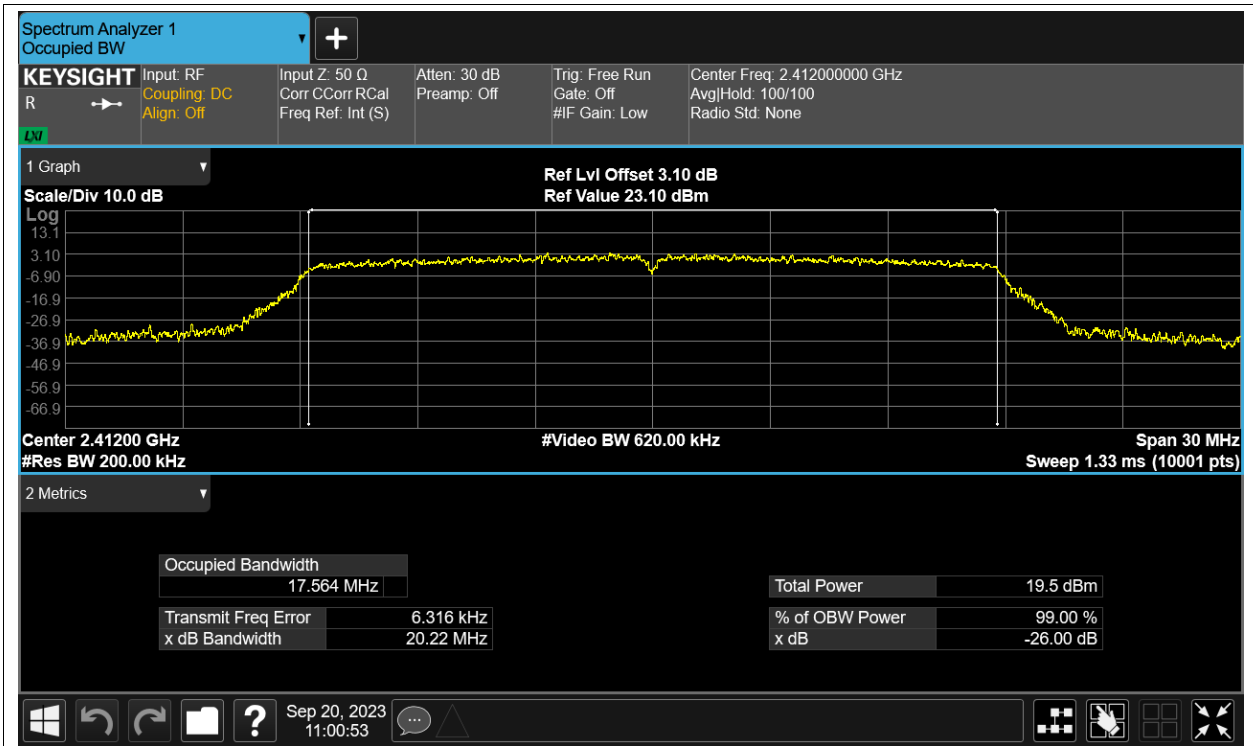 Spectrum Analyzer 1
Occupied BW
KEYSIGHT
R
LXI
Input: RF
Coupling: DC
Align: Off
Input Z: 50 Ω
Corr CCorr RCal
Freq Ref: Int (S)
Atten: 30 dB
Preamp: Off
Trig: Free Run
Gate: Off
#IF Gain: Low
Center Freq: 2.412000000 GHz
Avg|Hold: 100/100
Radio Std: None
1 Graph
Scale/Div 10.0 dB
Ref Lvl Offset 3.10 dB
Ref Value 23.10 dBm
Log
13.1
3.10
-6.90
-16.9
-26.9
-36.9
-46.9
-56.9
-66.9
Center 2.41200 GHz
#Res BW 200.00 kHz
#Video BW 620.00 kHz
Span 30 MHz
Sweep 1.33 ms (10001 pts)
2 Metrics
Occupied Bandwidth
17.564 MHz
Transmit Freq Error 6.316 kHz
x dB Bandwidth 20.22 MHz
Total Power 19.5 dBm
% of OBW Power 99.00 %
x dB -26.00 dB
Sep 20, 2023
11:00:53